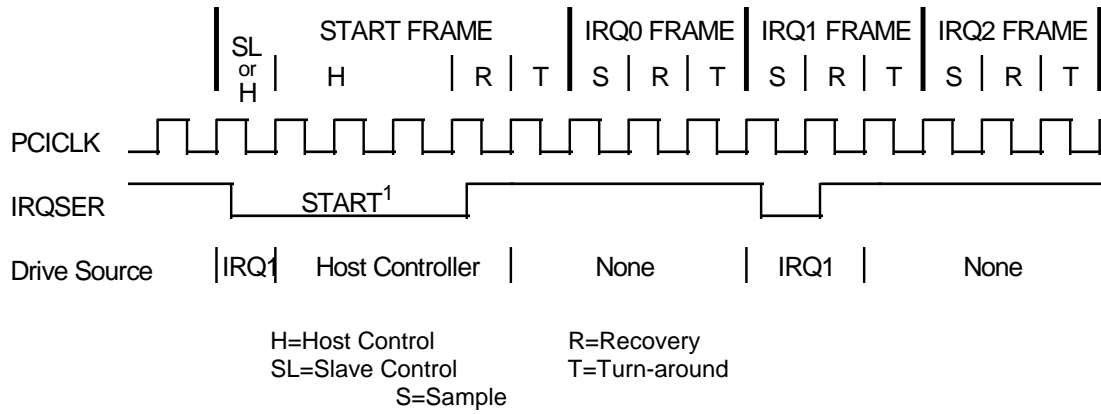 START FRAME IRQ0 FRAME IRQ1 FRAME IRQ2 FRAME
SL
or
H
H R T S R T S R T S R T
PCICLK
IRQSER START1
Drive Source IRQ1 Host Controller None IRQ1 None
H=Host Control R=Recovery
SL=Slave Control T=Turn-around
S=Sample